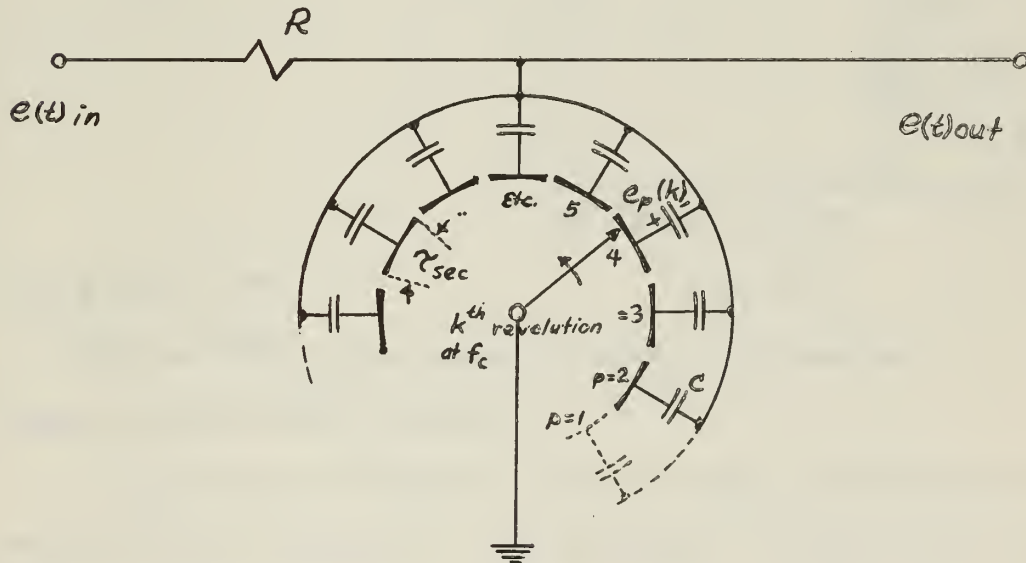 R
e(t) in
e(t) out
Etc.
5
e_p(k),
4
τ sec
=3
k^th revolution
at f_c
p=2
C
p=1